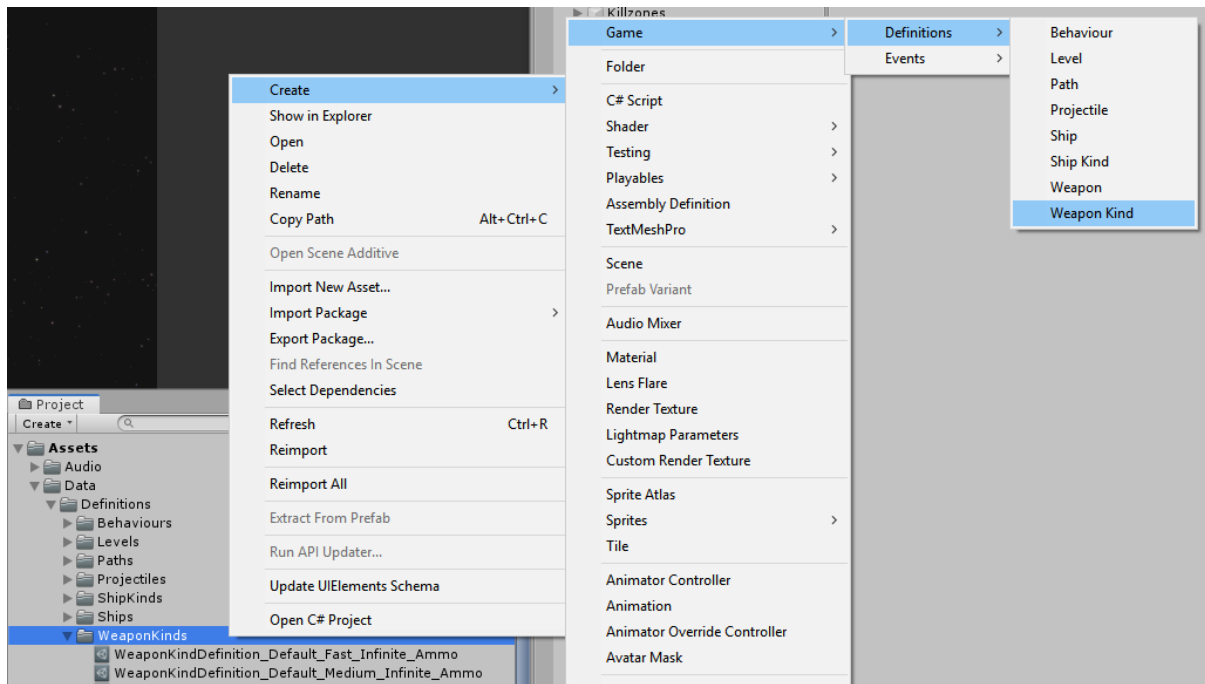 Killzones
Create
Show in Explorer
Open
Delete
Rename
Copy Path Alt+Ctrl+C
Open Scene Additive
Import New Asset...
Import Package
Export Package...
Find References In Scene
Select Dependencies
Refresh Ctrl+R
Reimport
Reimport All
Extract From Prefab
Run API Updater...
Update UIElements Schema
Open C# Project
Game
Folder
C# Script
Shader
Testing
Playables
Assembly Definition
TextMeshPro
Scene
Prefab Variant
Audio Mixer
Material
Lens Flare
Render Texture
Lightmap Parameters
Custom Render Texture
Sprite Atlas
Sprites
Tile
Animator Controller
Animation
Animator Override Controller
Avatar Mask
Definitions
Events
Behaviour
Level
Path
Projectile
Ship
Ship Kind
Weapon
Weapon Kind
Project
Create
Assets
Audio
Data
Definitions
Behaviours
Levels
Paths
Projectiles
ShipKinds
Ships
WeaponKinds
WeaponKindDefinition_Default_Fast_Infinite_Ammo
WeaponKindDefinition_Default_Medium_Infinite_Ammo